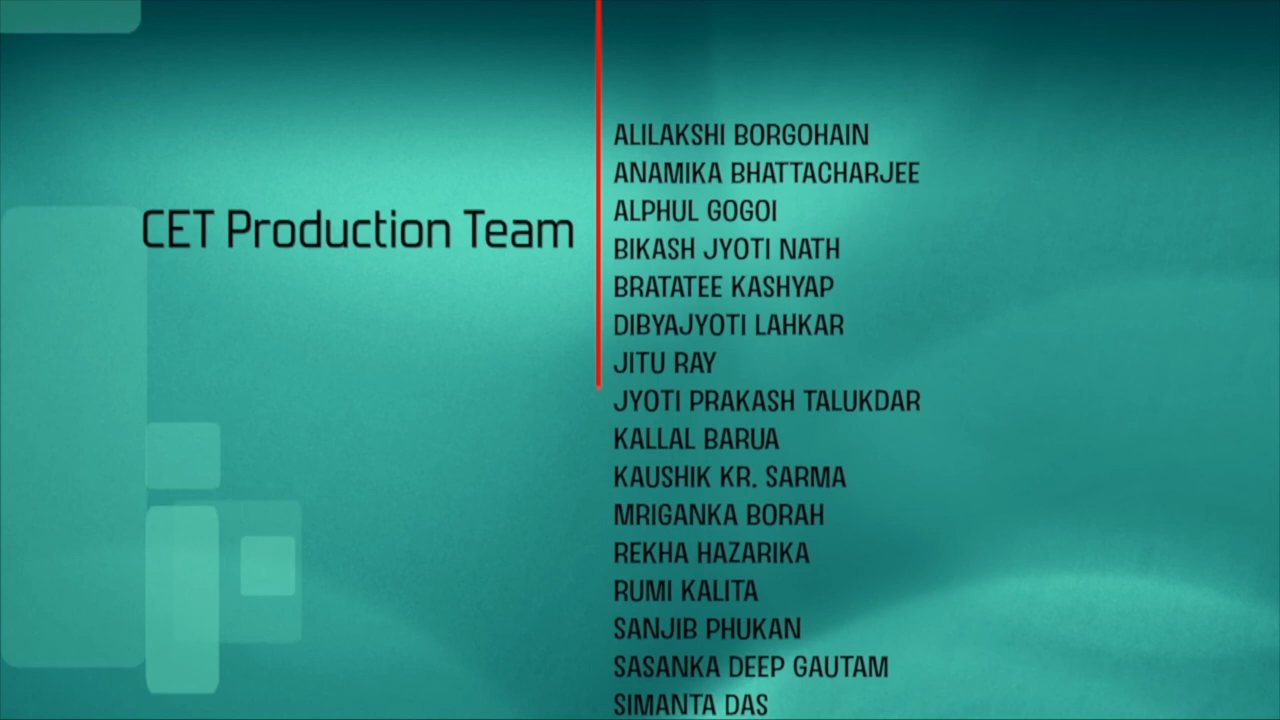 CET Production Team
ALILAKSHI BORGOHAIN
ANAMIKA BHATTACHARJEE
ALPHUL GOGOI
BIKASH JYOTI NATH
BRATATEE KASHYAP
DIBYAJYOTI LAHKAR
JITU RAY
JYOTI PRAKASH TALUKDAR
KALLAL BARUA
KAUSHIK KR. SARMA
MRIGANKA BORAH
REKHA HAZARIKA
RUMI KALITA
SANJIB PHUKAN
SASANKA DEEP GAUTAM
SIMANTA DAS